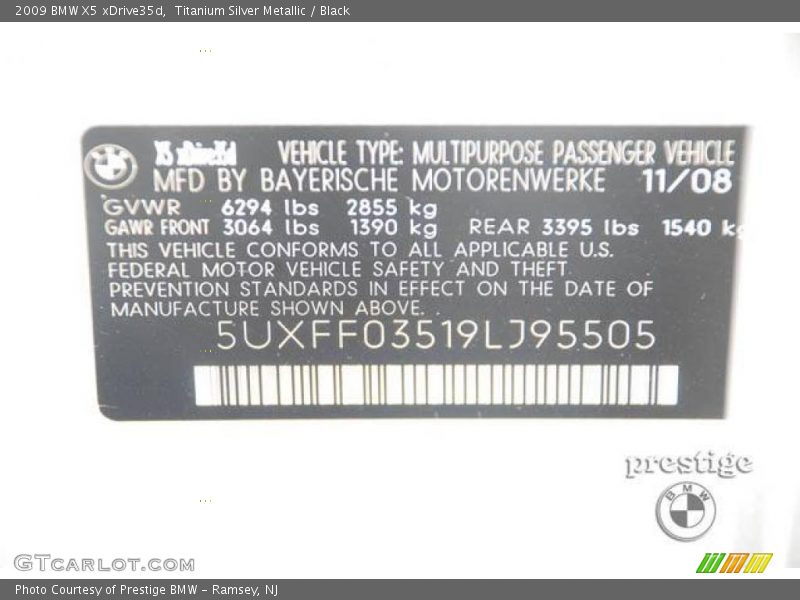 2009 BMW X5 xDrive35d, Titanium Silver Metallic / Black
BMW X5 xDrive35d VEHICLE TYPE: MULTIPURPOSE PASSENGER VEHICLE
MFD BY BAYERISCHE MOTORENWERKE 11/08
GVWR 6294 lbs 2855 kg
GAWR FRONT 3064 lbs 1390 kg REAR 3395 lbs 1540 kg
THIS VEHICLE CONFORMS TO ALL APPLICABLE U.S.
FEDERAL MOTOR VEHICLE SAFETY AND THEFT
PREVENTION STANDARDS IN EFFECT ON THE DATE OF
MANUFACTURE SHOWN ABOVE.
5UXFF03519LJ95505
prestige
BMW
GTCARLOT.COM
Photo Courtesy of Prestige BMW - Ramsey, NJ